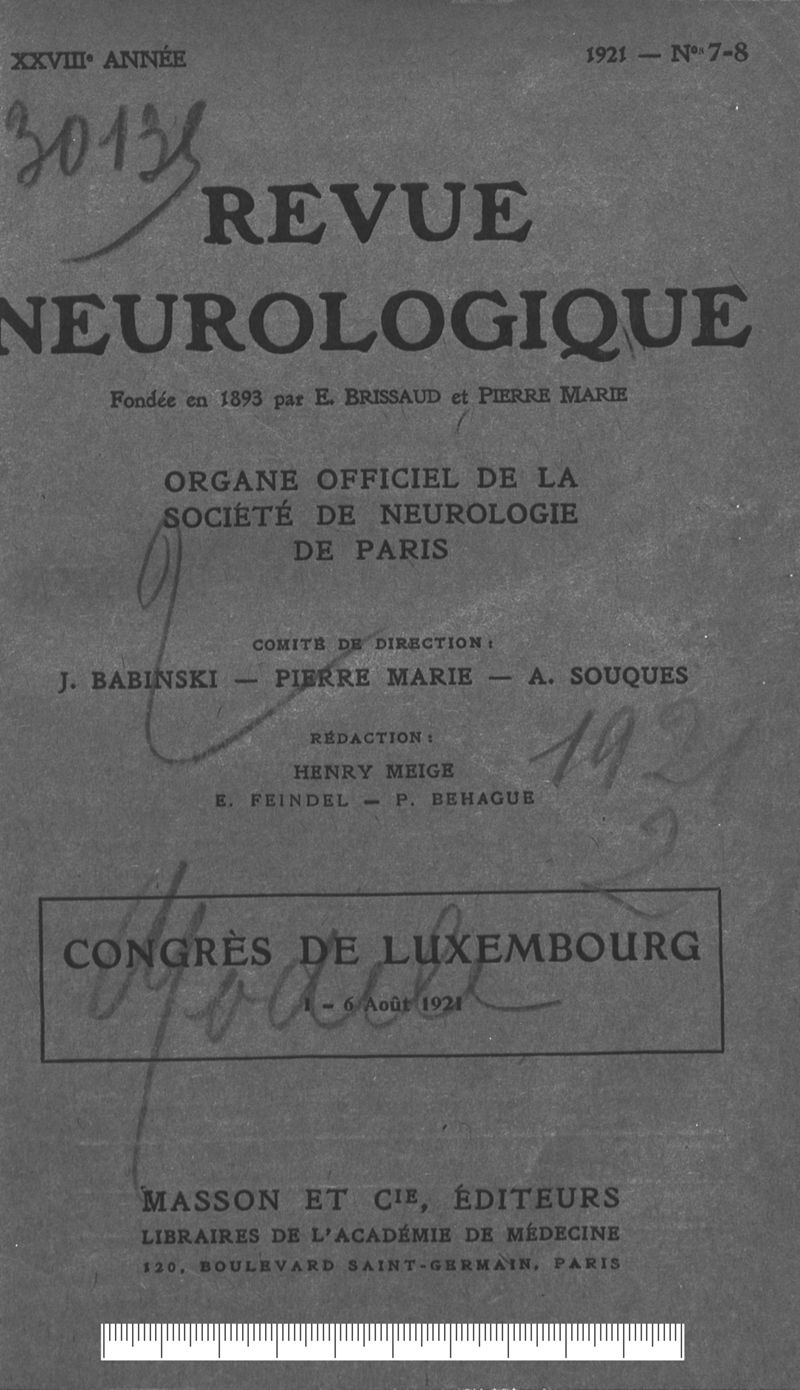 XXVIIIᵉ ANNÉE
1921 — Nᵒˢ 7-8
3013
REVUE
NEUROLOGIQUE
Fondée en 1893 par E. BRISSAUD et PIERRE MARIE
ORGANE OFFICIEL DE LA
SOCIÉTÉ DE NEUROLOGIE
DE PARIS
COMITÉ DE DIRECTION :
J. BABINSKI — PIERRE MARIE — A. SOUQUES
RÉDACTION :
HENRY MEIGE
E. FEINDEL — P. BEHAGUE
1921
2
CONGRÈS DE LUXEMBOURG
1 - 6 Août 1921
MASSON ET CIE, ÉDITEURS
LIBRAIRES DE L'ACADÉMIE DE MÉDECINE
120, BOULEVARD SAINT-GERMAIN, PARIS